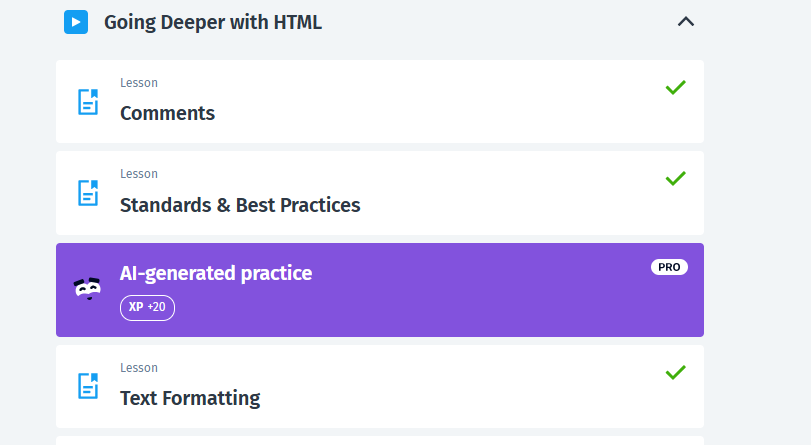 Going Deeper with HTML
Lesson
Comments
Lesson
Standards & Best Practices
AI-generated practice
PRO
XP +20
Lesson
Text Formatting